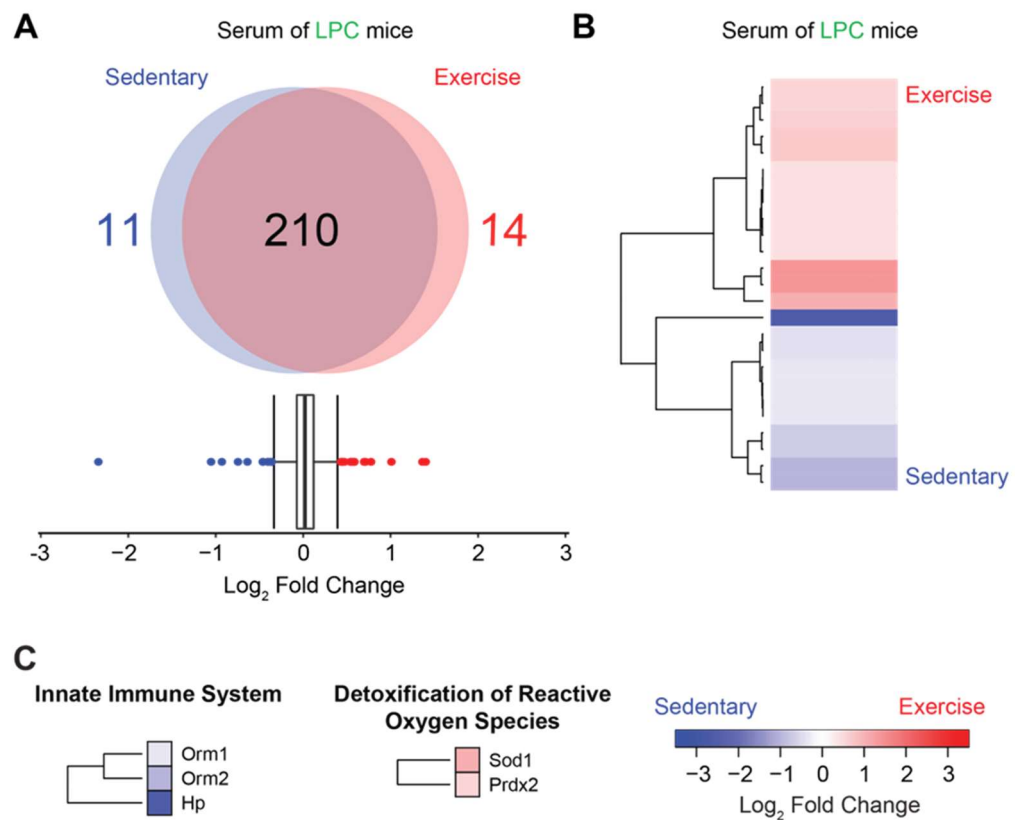 A
Serum of LPC mice
Sedentary
Exercise
11
210
14
-3
−2
−1
0
1
2
3
Log2 Fold Change
B
Serum of LPC mice
Exercise
Sedentary
C
Innate Immune System
Orm1
Orm2
Hp
Detoxification of Reactive
Oxygen Species
Sod1
Prdx2
Sedentary
Exercise
−3 −2 −1 0 1 2 3
Log2 Fold Change